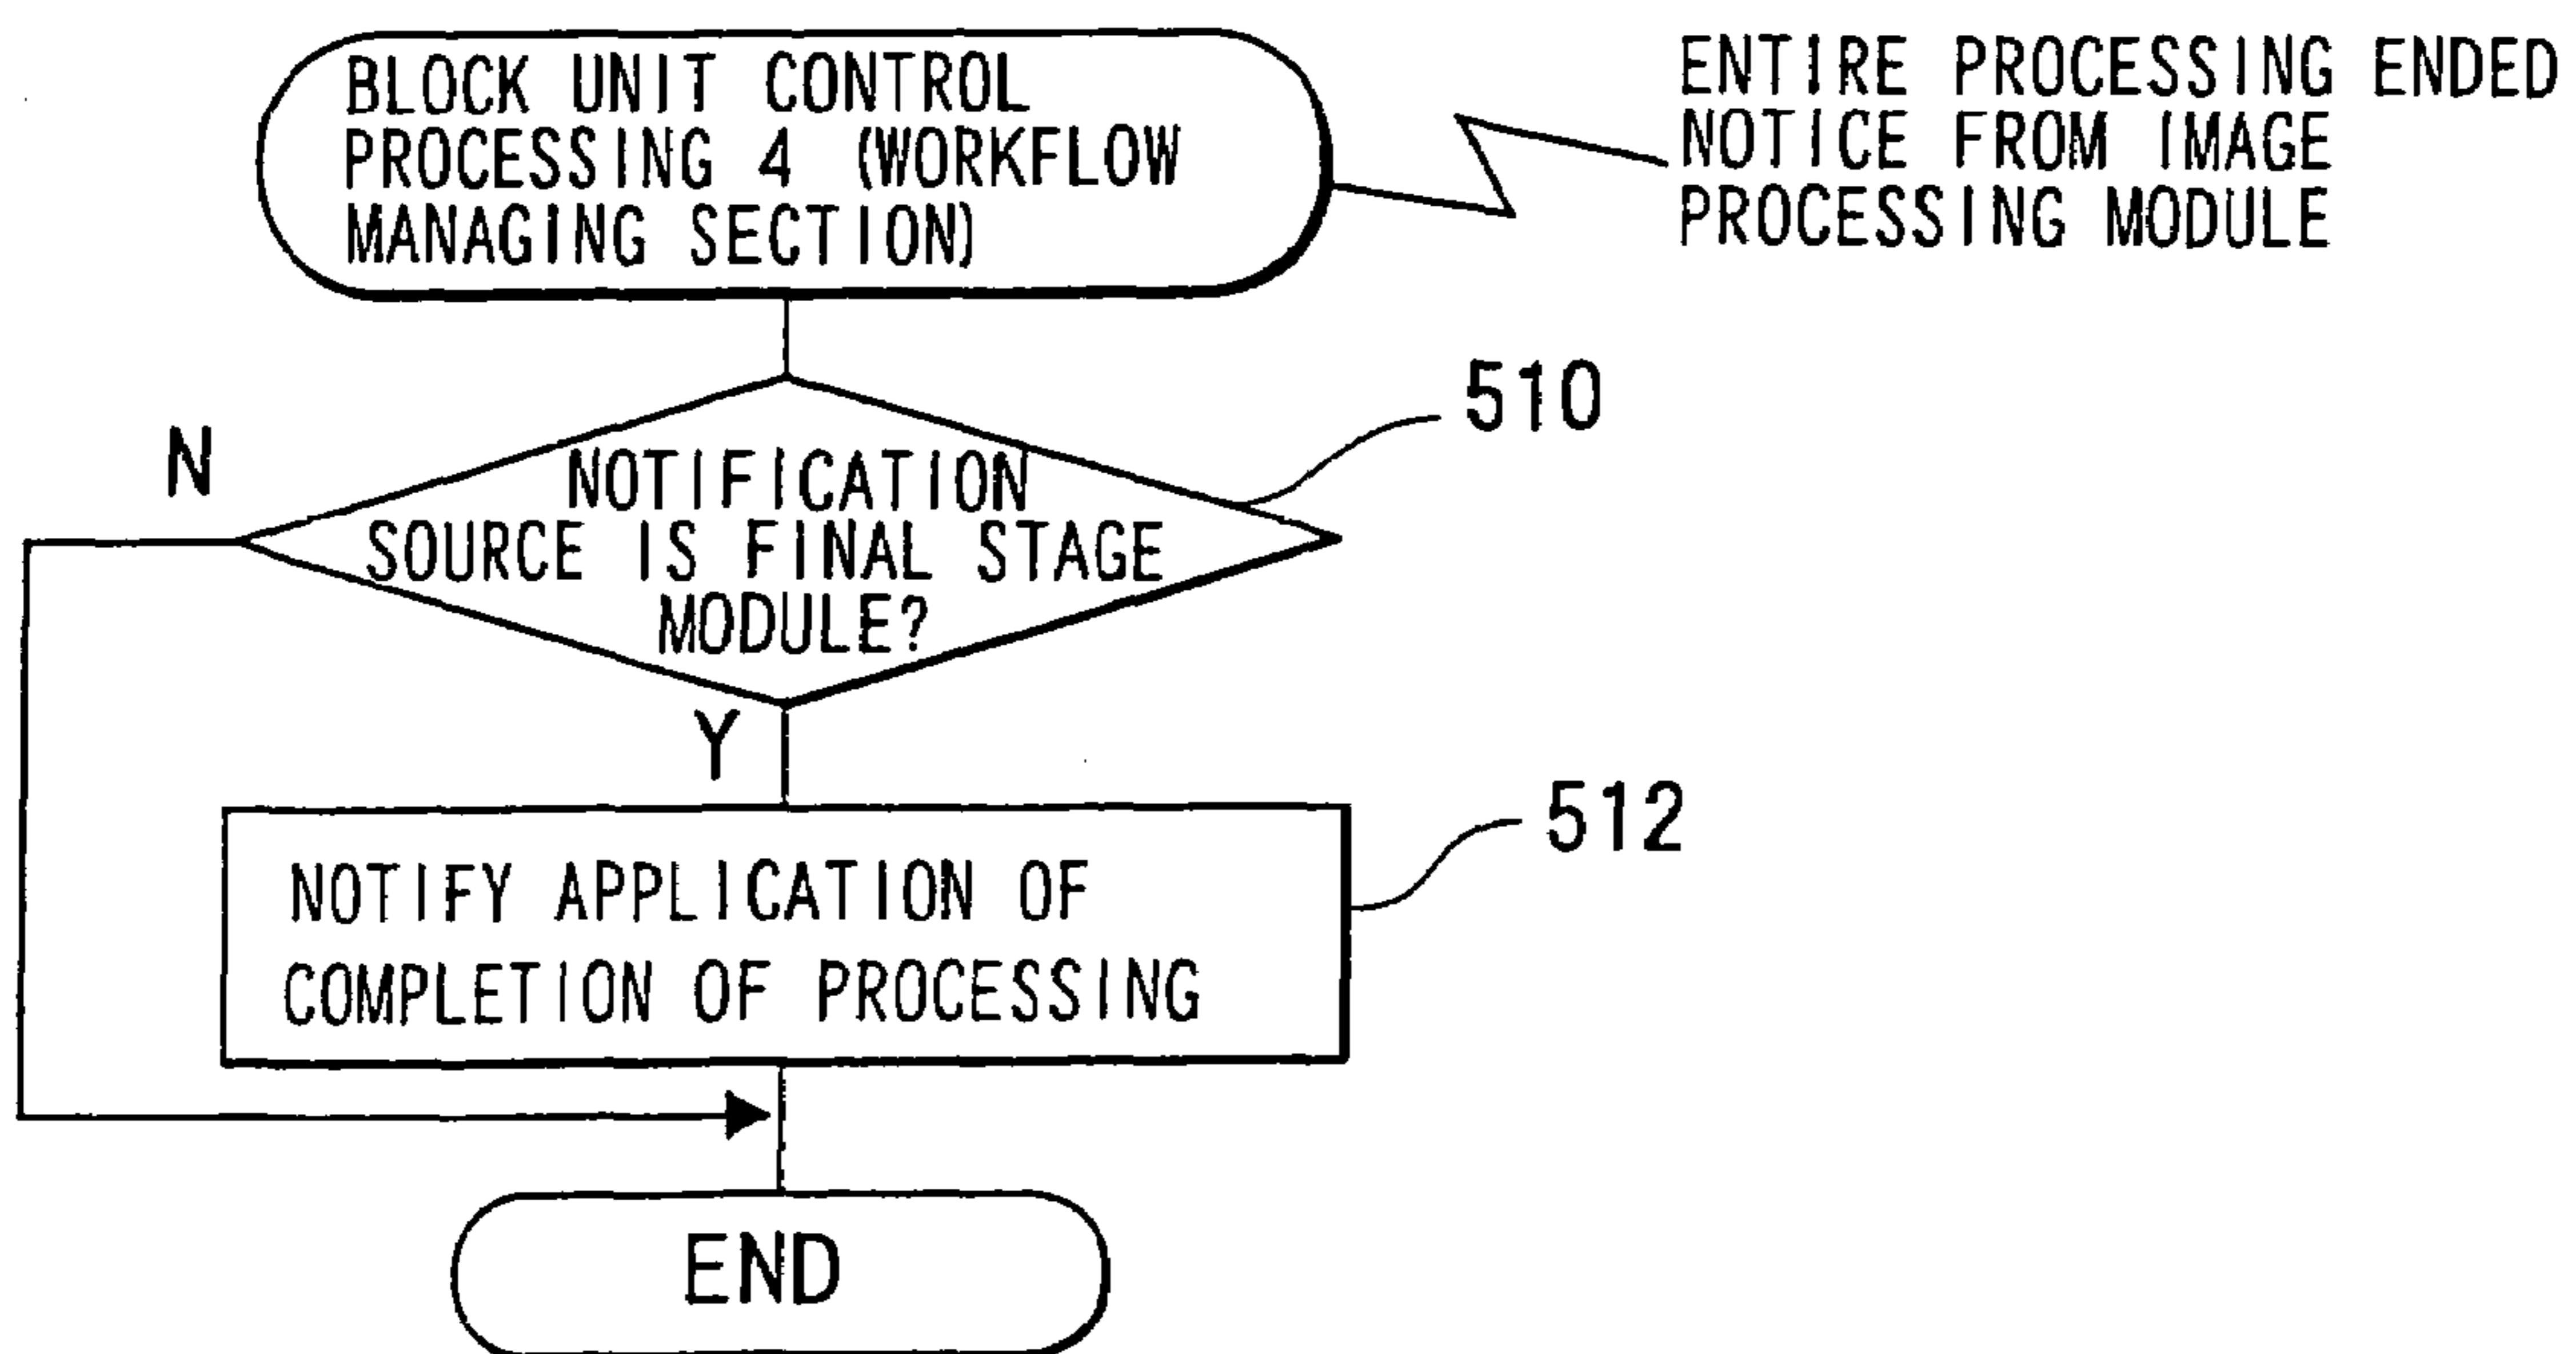 BLOCK UNIT CONTROL
PROCESSING 4 (WORKFLOW
MANAGING SECTION)
ENTIRE PROCESSING ENDED
NOTICE FROM IMAGE
PROCESSING MODULE
510
N
NOTIFICATION
SOURCE IS FINAL STAGE
MODULE?
Y
512
NOTIFY APPLICATION OF
COMPLETION OF PROCESSING
END